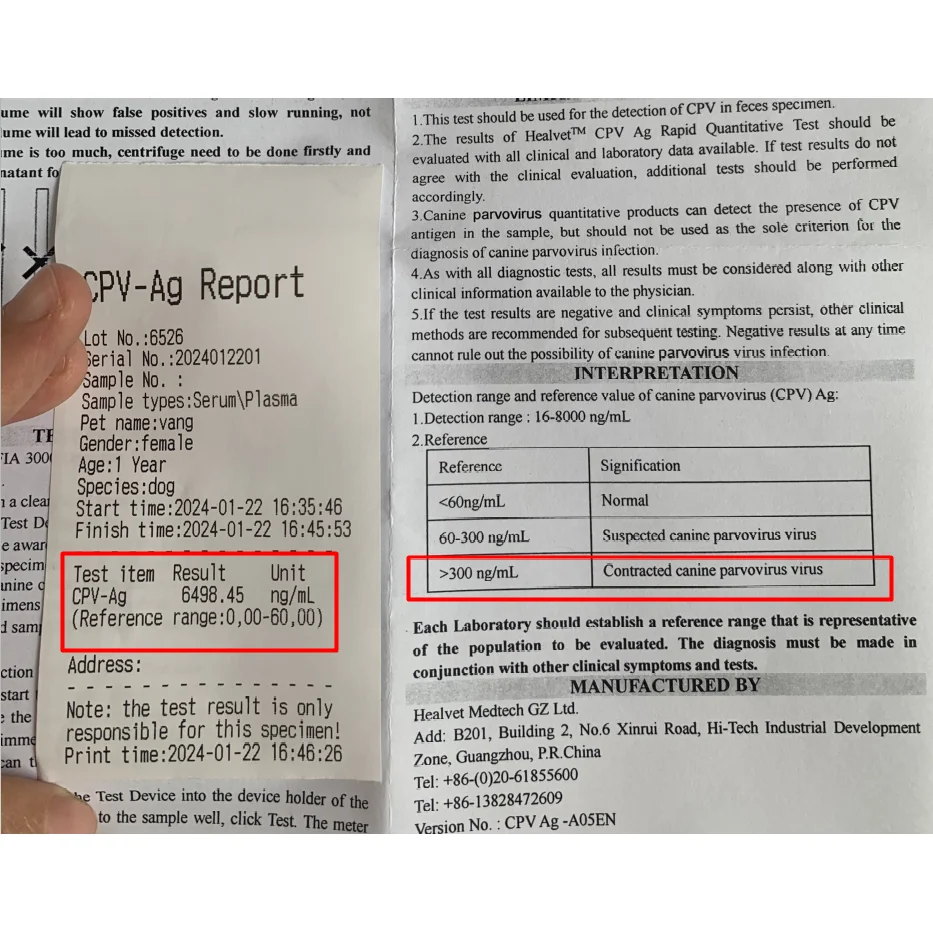 ume will show false positives and slow running, not
ume will lead to missed detection.
me is too much, centrifuge need to be done firstly and
natant fo
CPV-Ag Report
Lot No.:6526
Serial No.:2024012201
Sample No. :
Sample types:Serum\Plasma
Pet name:vang
Gender:female
Age:1 Year
Species:dog
Start time:2024-01-22 16:35:46
Finish time:2024-01-22 16:45:53
Test item Result Unit
CPV-Ag 6498.45 ng/mL
(Reference range:0,00-60,00)
Address:
Note: the test result is only
responsible for this specimen!
Print time:2024-01-22 16:46:26
TE
FIA 3000
n a clea
Test De
e awar
specim
nine c
imens
d samp
ction
start
e the
imme
can t
he Test Device into the device holder of the
to the sample well, click Test. The meter
1.This test should be used for the detection of CPV in feces specimen.
2.The results of Healvet™ CPV Ag Rapid Quantitative Test should be
evaluated with all clinical and laboratory data available. If test results do not
agree with the clinical evaluation, additional tests should be performed
accordingly.
3.Canine parvovirus quantitative products can detect the presence of CPV
antigen in the sample, but should not be used as the sole criterion for the
diagnosis of canine parvovirus infection.
4.As with all diagnostic tests, all results must be considered along with other
clinical information available to the physician.
5.If the test results are negative and clinical symptoms persist, other clinical
methods are recommended for subsequent testing. Negative results at any time
cannot rule out the possibility of canine parvovirus virus infection.
INTERPRETATION
Detection range and reference value of canine parvovirus (CPV) Ag:
1.Detection range : 16-8000 ng/mL
2.Reference
Reference Signification
<60ng/mL Normal
60-300 ng/mL Suspected canine parvovirus virus
>300 ng/mL Contracted canine parvovirus virus
Each Laboratory should establish a reference range that is representative
of the population to be evaluated. The diagnosis must be made in
conjunction with other clinical symptoms and tests.
MANUFACTURED BY
Healvet Medtech GZ Ltd.
Add: B201, Building 2, No.6 Xinrui Road, Hi-Tech Industrial Development
Zone, Guangzhou, P.R.China
Tel: +86-(0)20-61855600
Tel: +86-13828472609
Version No. : CPV Ag -A05EN